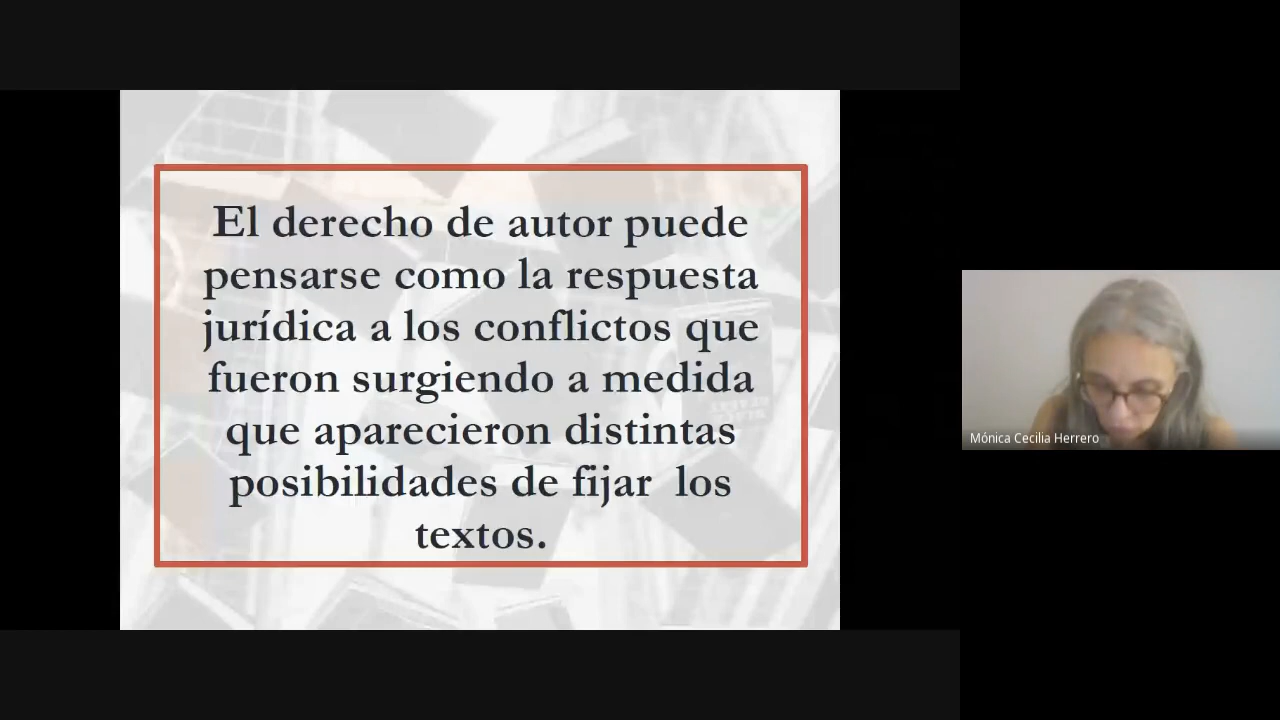 El derecho de autor puede
pensarse como la respuesta
jurídica a los conflictos que
fueron surgiendo a medida
que aparecieron distintas
posibilidades de fijar  los
textos.
Mónica Cecilia Herrero